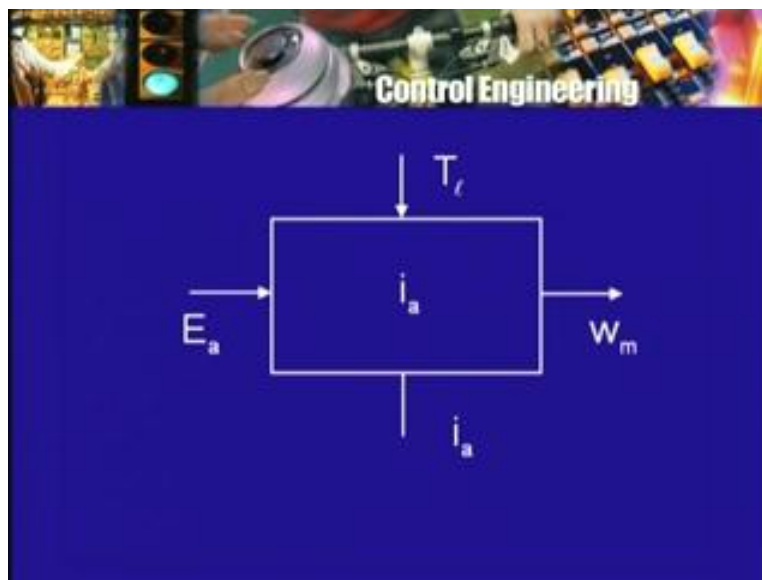 Control Engineering
Tℓ
ia
Ea
wm
ia